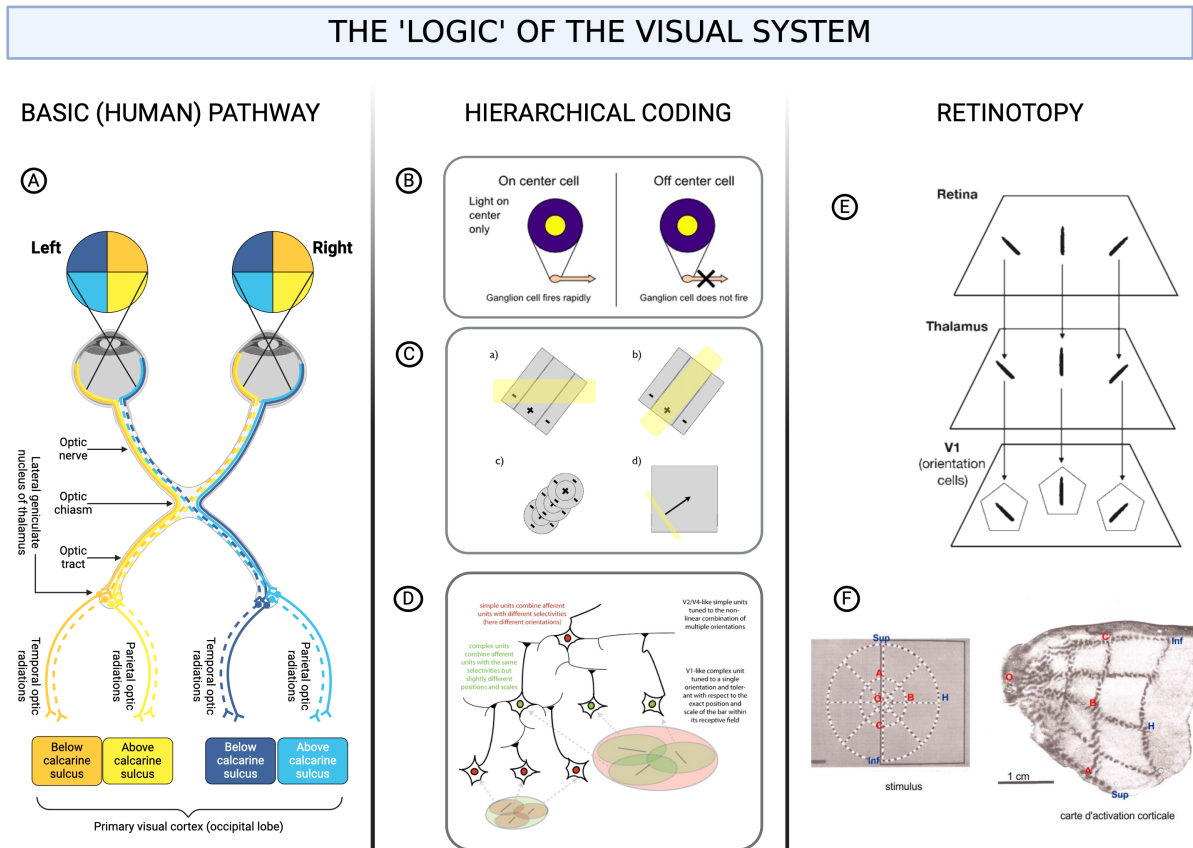 THE 'LOGIC' OF THE VISUAL SYSTEM
BASIC (HUMAN) PATHWAY
A
Left
Right
Optic
nerve
Lateral geniculate
nucleus of thalamus
Optic
chiasm
Optic
tract
Temporal optic
radiations
Parietal optic
radiations
Temporal optic
radiations
Parietal optic
radiations
Below
calcarine
sulcus
Above
calcarine
sulcus
Below
calcarine
sulcus
Above
calcarine
sulcus
Primary visual cortex (occipital lobe)
HIERARCHICAL CODING
B
On center cell
Off center cell
Light on
center
only
Ganglion cell fires rapidly
Ganglion cell does not fire
C
a)
b)
c)
d)
D
simple units combine afferent
units with different selectivities
(here different orientations)
complex units
combine afferent
units with the same
selectivities but
slightly different
positions and scales
V2/V4-like simple units
tuned to the non-
linear combination of
multiple orientations
V1-like complex unit
tuned to a single
orientation and toler-
ant with respect to the
exact position and
scale of the bar within
its receptive field
RETINOTOPY
E
Retina
Thalamus
V1
(orientation
cells)
F
Sup
A
O
B
H
C
Inf
stimulus
C
Inf
O
B
H
A
Sup
1 cm
carte d'activation corticale